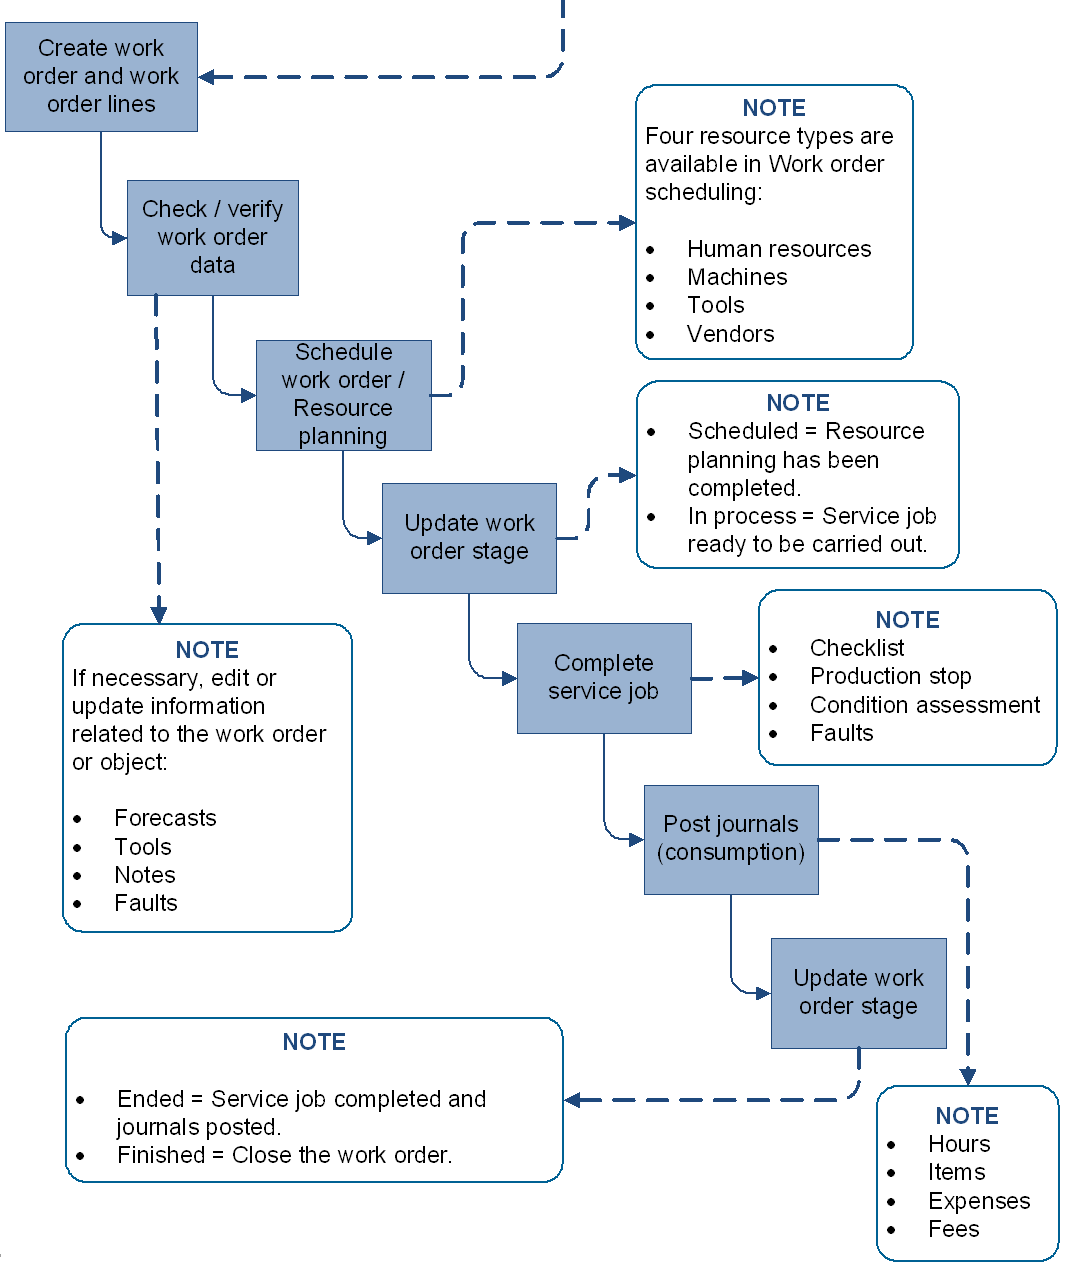 Create work
order and work
order lines
Check / verify
work order
data
Schedule
work order /
Resource
planning
Update work
order stage
Complete
service job
Post journals
(consumption)
Update work
order stage
NOTE
Four resource types are
available in Work order
scheduling:
• Human resources
• Machines
• Tools
• Vendors
NOTE
• Scheduled = Resource
planning has been
completed.
• In process = Service job
ready to be carried out.
NOTE
• Checklist
• Production stop
• Condition assessment
• Faults
NOTE
If necessary, edit or
update information
related to the work order
or object:
• Forecasts
• Tools
• Notes
• Faults
NOTE
• Ended = Service job completed and
journals posted.
• Finished = Close the work order.
NOTE
• Hours
• Items
• Expenses
• Fees